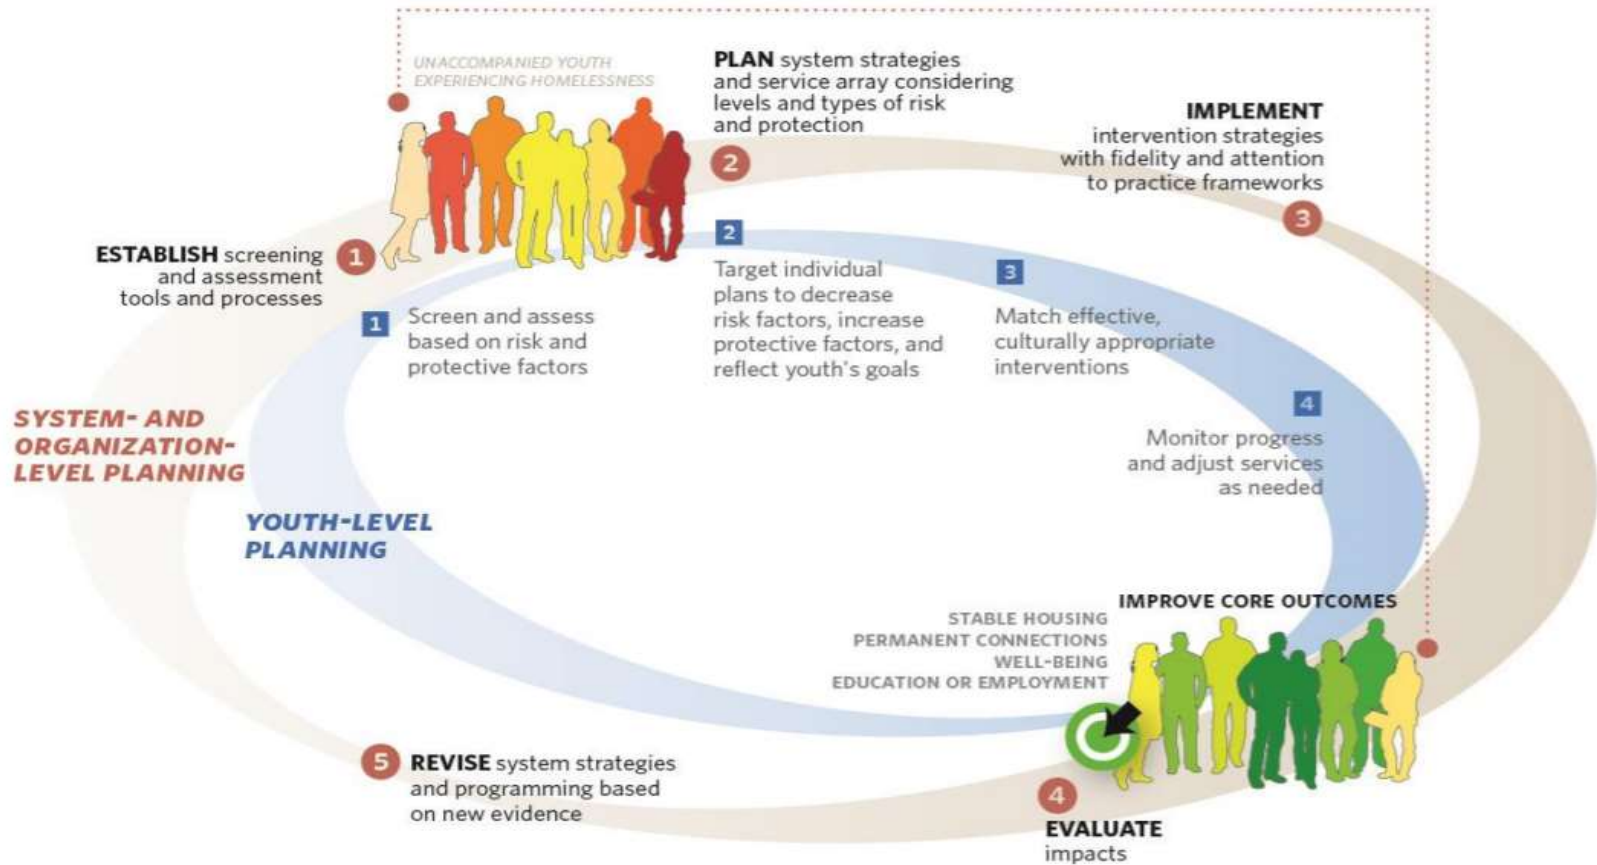 UNACCOMPANIED YOUTH
EXPERIENCING HOMELESSNESS
PLAN system strategies
and service array considering
levels and types of risk
and protection
2
IMPLEMENT
intervention strategies
with fidelity and attention
to practice frameworks
3
ESTABLISH screening
and assessment
tools and processes
1
1
Screen and assess
based on risk and
protective factors
2
Target individual
plans to decrease
risk factors, increase
protective factors, and
reflect youth's goals
3
Match effective,
culturally appropriate
interventions
4
Monitor progress
and adjust services
as needed
SYSTEM- AND
ORGANIZATION-
LEVEL PLANNING
YOUTH-LEVEL
PLANNING
IMPROVE CORE OUTCOMES
STABLE HOUSING
PERMANENT CONNECTIONS
WELL-BEING
EDUCATION OR EMPLOYMENT
5
REVISE system strategies
and programming based
on new evidence
4
EVALUATE
impacts